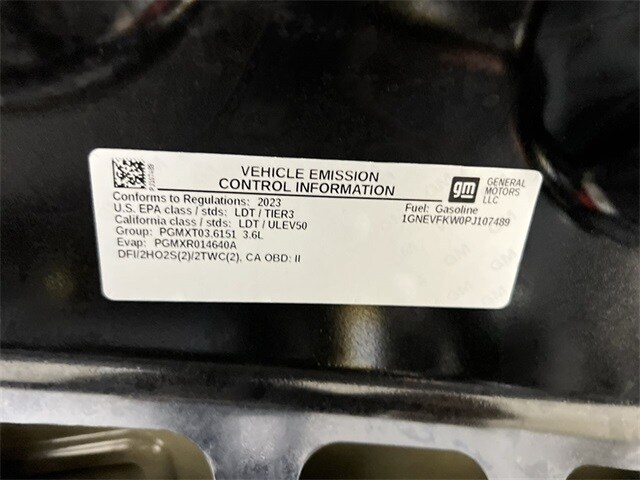 VEHICLE EMISSION
CONTROL INFORMATION
gm
GENERAL
MOTORS
LLC
Conforms to Regulations: 2023
U.S. EPA class / stds: LDT / TIER3
California class / stds: LDT / ULEV50
Group: PGMXT03.6151 3.6L
Evap: PGMXR014640A
DFI/2HO2S(2)/2TWC(2), CA OBD: II
Fuel: Gasoline
1GNEVFKW0PJ107489